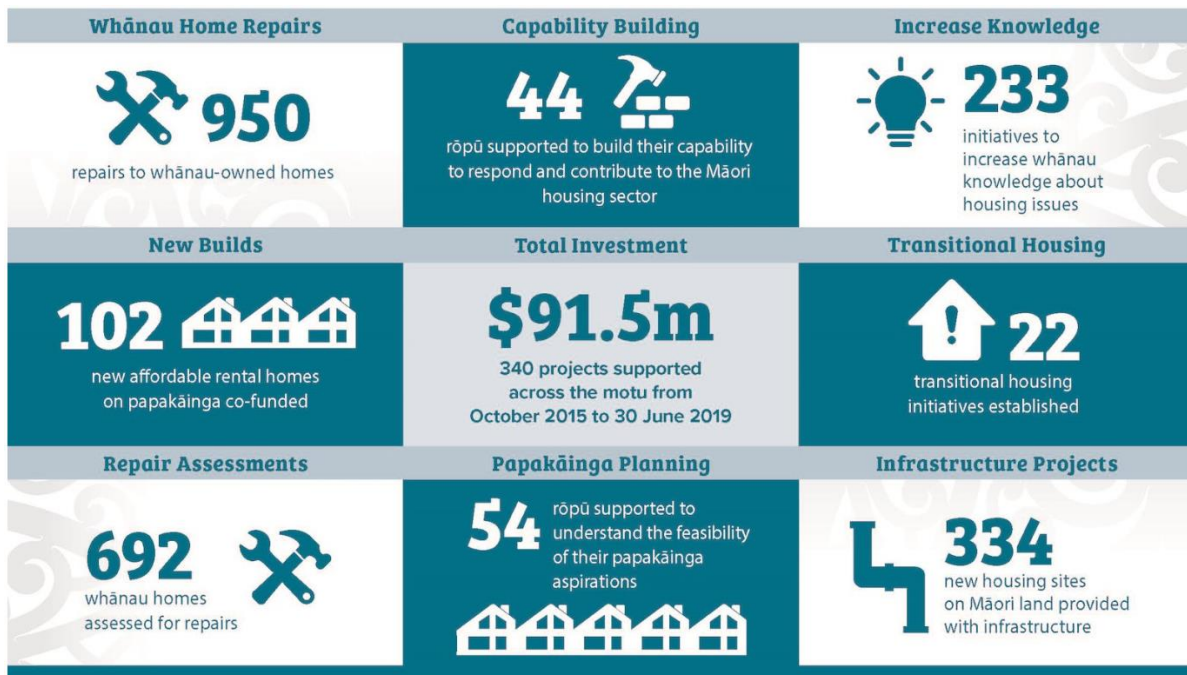 Whānau Home Repairs
950
repairs to whānau-owned homes
Capability Building
44
rōpū supported to build their capability
to respond and contribute to the Māori
housing sector
Increase Knowledge
233
initiatives to
increase whānau
knowledge about
housing issues
New Builds
102
new affordable rental homes
on papakāinga co-funded
Total Investment
$91.5m
340 projects supported
across the motu from
October 2015 to 30 June 2019
Transitional Housing
!
22
transitional housing
initiatives established
Repair Assessments
692
whānau homes
assessed for repairs
Papakāinga Planning
54
rōpū supported to
understand the feasibility
of their papakāinga
aspirations
Infrastructure Projects
334
new housing sites
on Māori land provided
with infrastructure